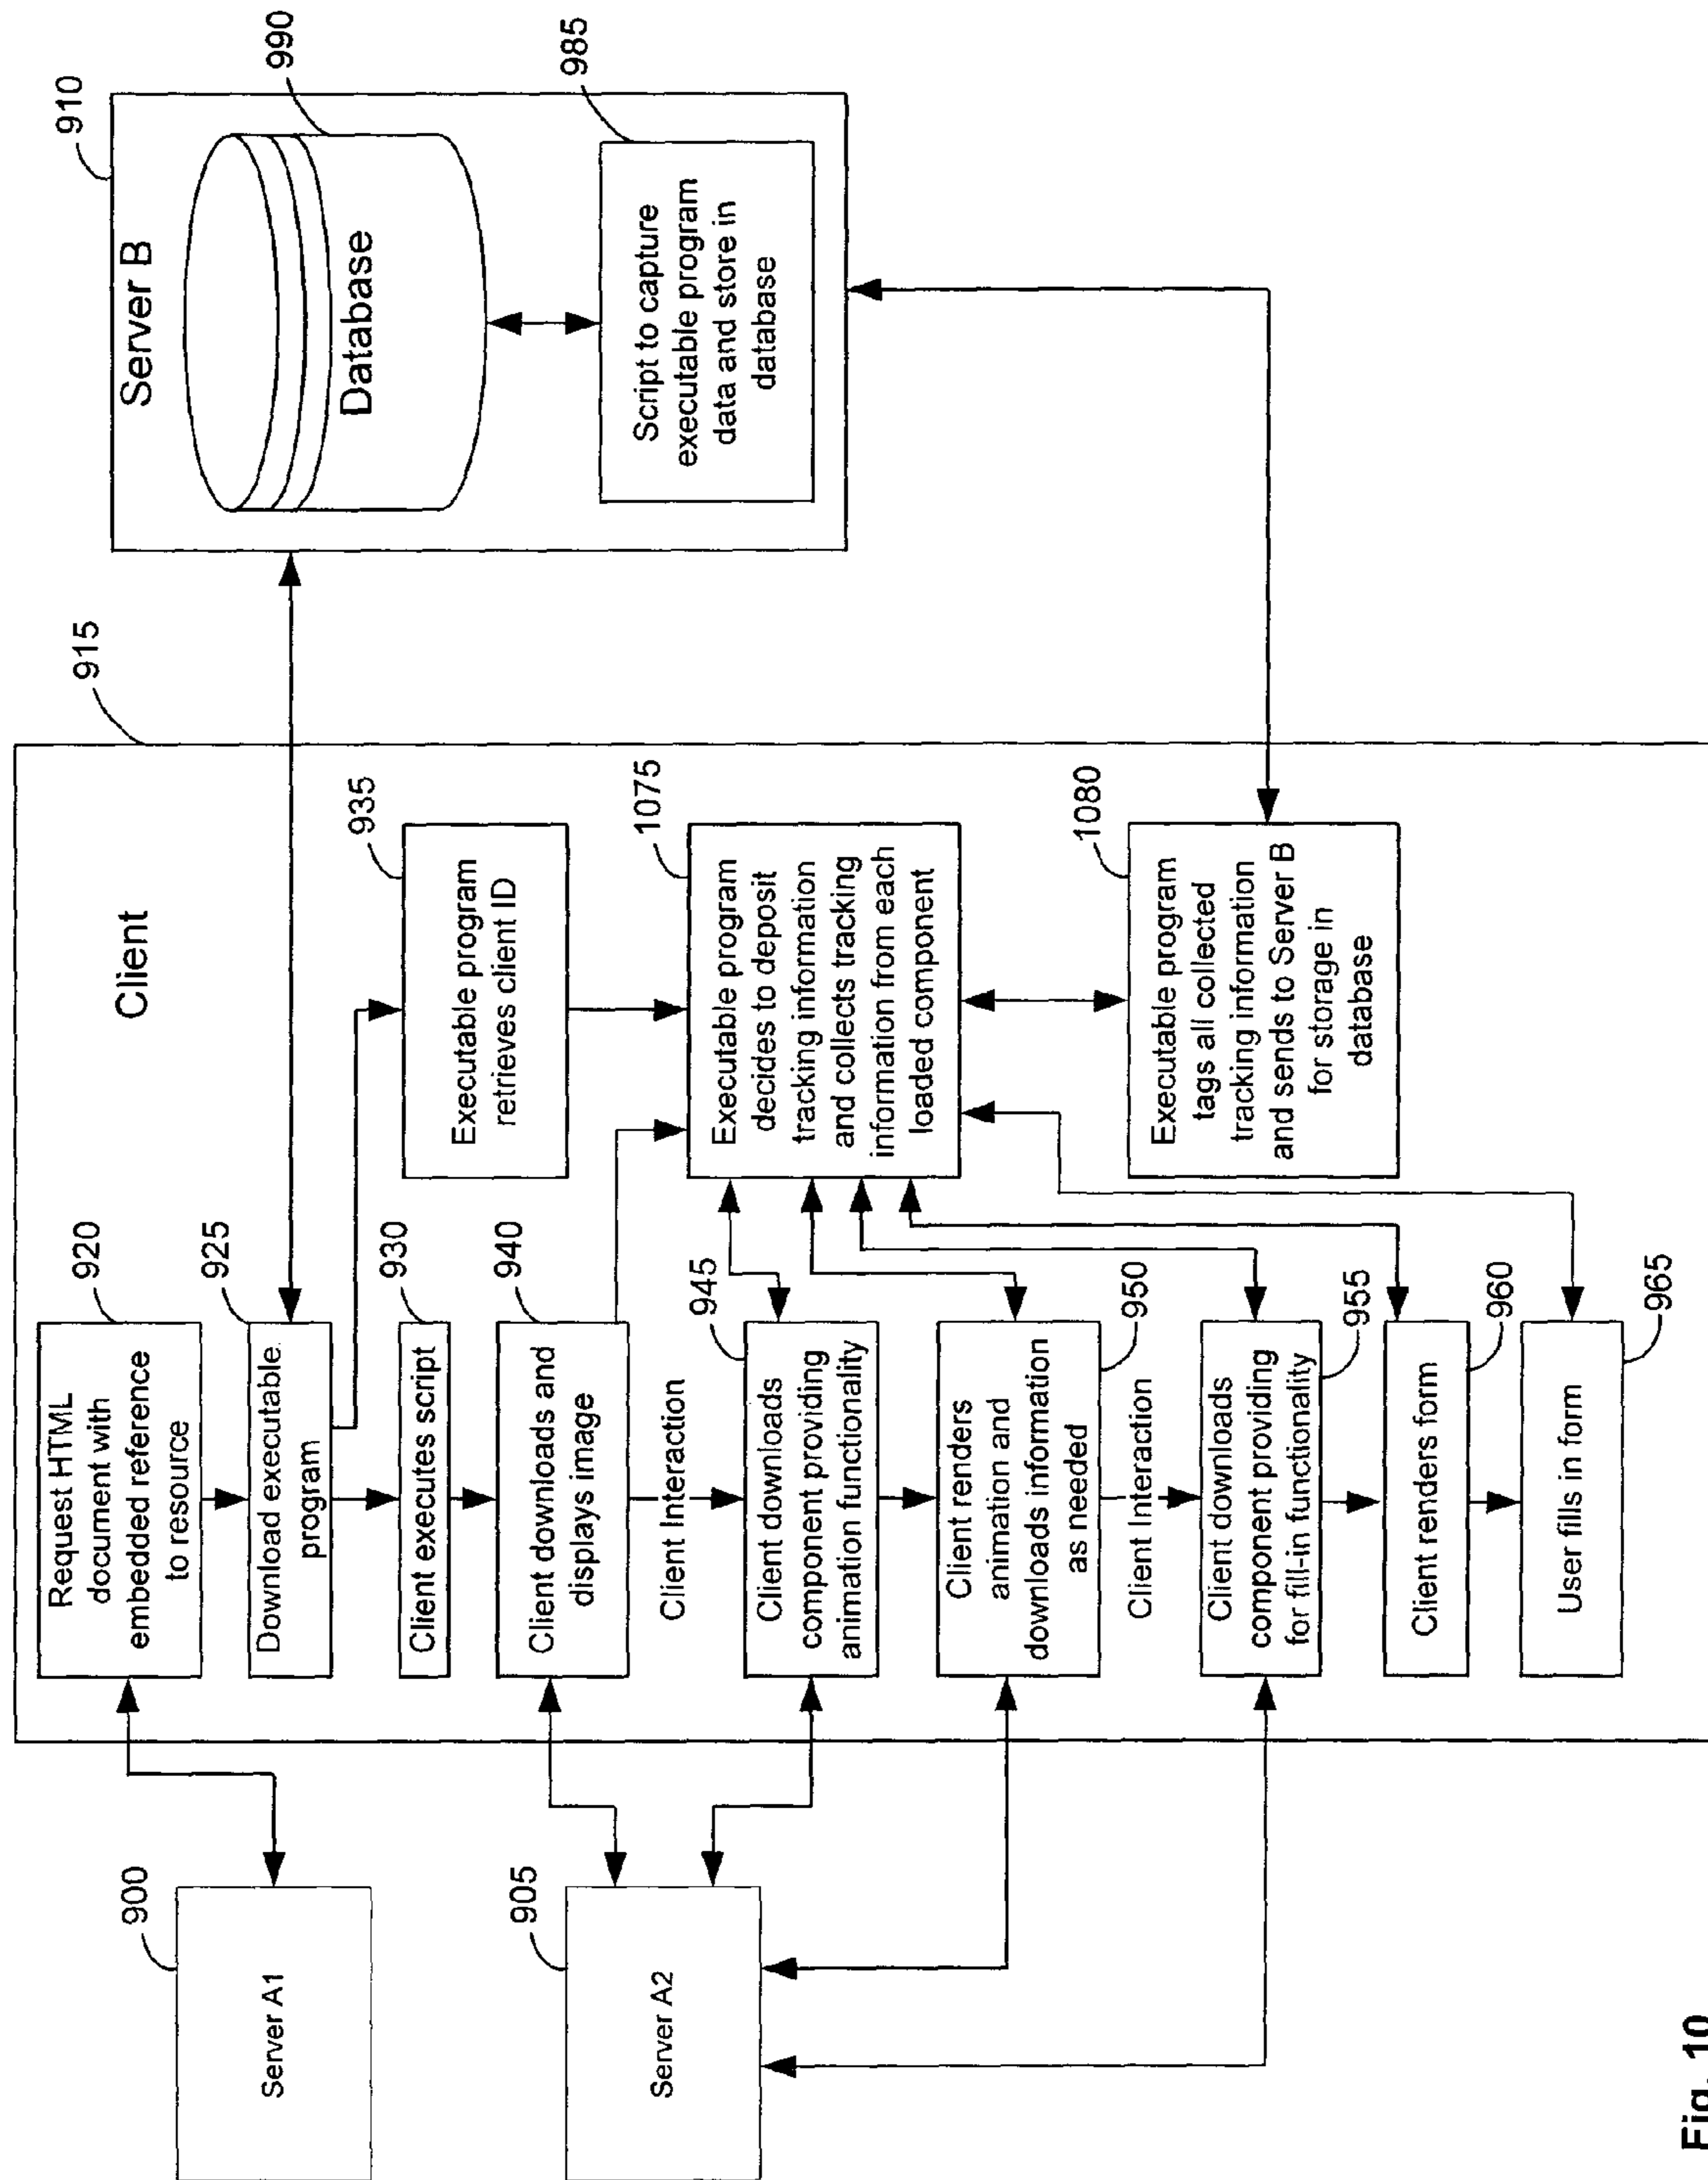 910
Server B
990
Database
985
Script to capture
executable program
data and store in
database
915
Client
920
Request HTML
document with
embedded reference
to resource
925
Download executable.
program
935
Executable program
retrieves client ID
930
Client executes script
940
Client downloads and
displays image
Client Interaction
1075
Executable program
decides to deposit
tracking information
and collects tracking
information from each
loaded component
945
Client downloads
component providing
animation functionality
950
Client renders
animation and
downloads information
as needed
1080
Executable program
tags all collected
tracking information
and sends to Server B
for storage in
database
Client Interaction
955
Client downloads
component providing
for fill-in functionality
960
Client renders form
965
User fills in form
900
Server A1
905
Server A2
Fig. 10